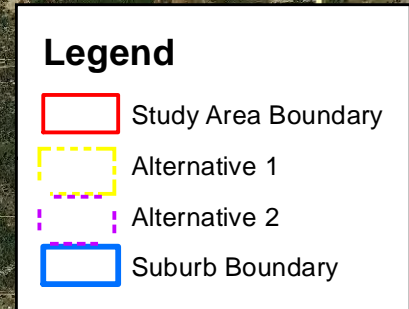 Legend
Study Area Boundary
Alternative 1
Alternative 2
Suburb Boundary